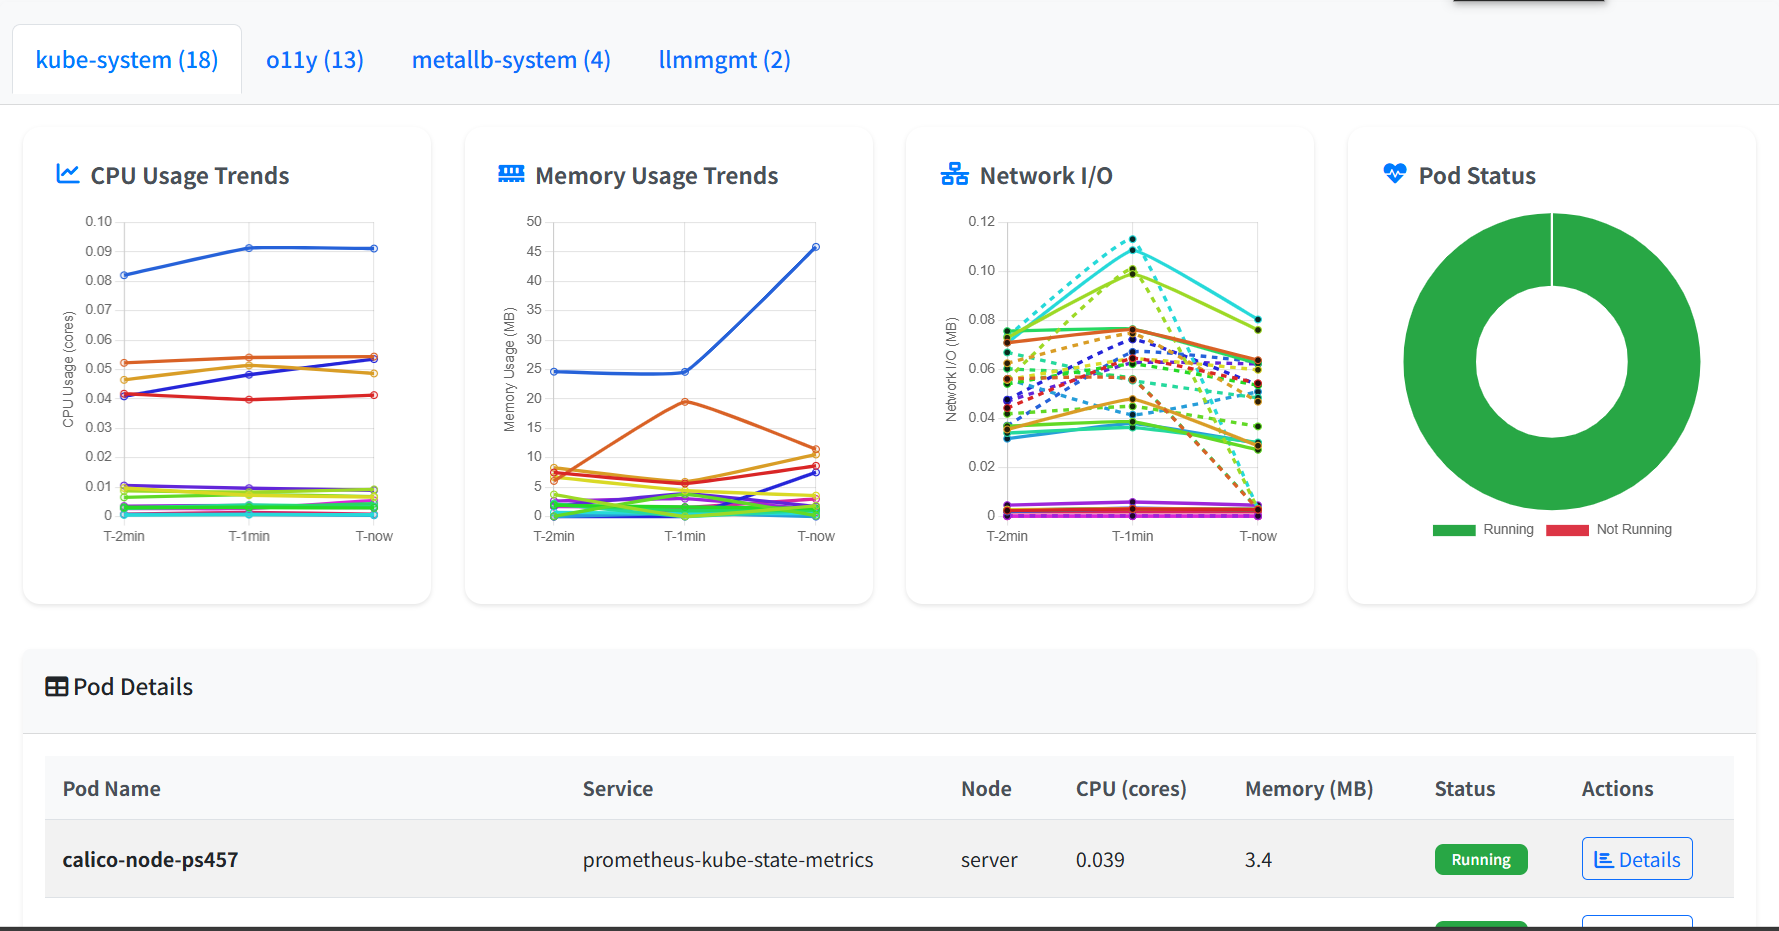 kube-system (18) o11y (13) metallb-system (4) llmmgmt (2)
CPU Usage Trends
0.10
0.09
0.08
0.07
0.06
0.05
0.04
0.03
0.02
0.01
0
CPU Usage (cores)
T-2min T-1min T-now
Memory Usage Trends
50
45
40
35
30
25
20
15
10
5
0
Memory Usage (MB)
T-2min T-1min T-now
Network I/O
0.12
0.10
0.08
0.06
0.04
0.02
0
Network I/O (MB)
T-2min T-1min T-now
Pod Status
Running Not Running
Pod Details
Pod Name Service Node CPU (cores) Memory (MB) Status Actions
calico-node-ps457 prometheus-kube-state-metrics server 0.039 3.4 Running Details